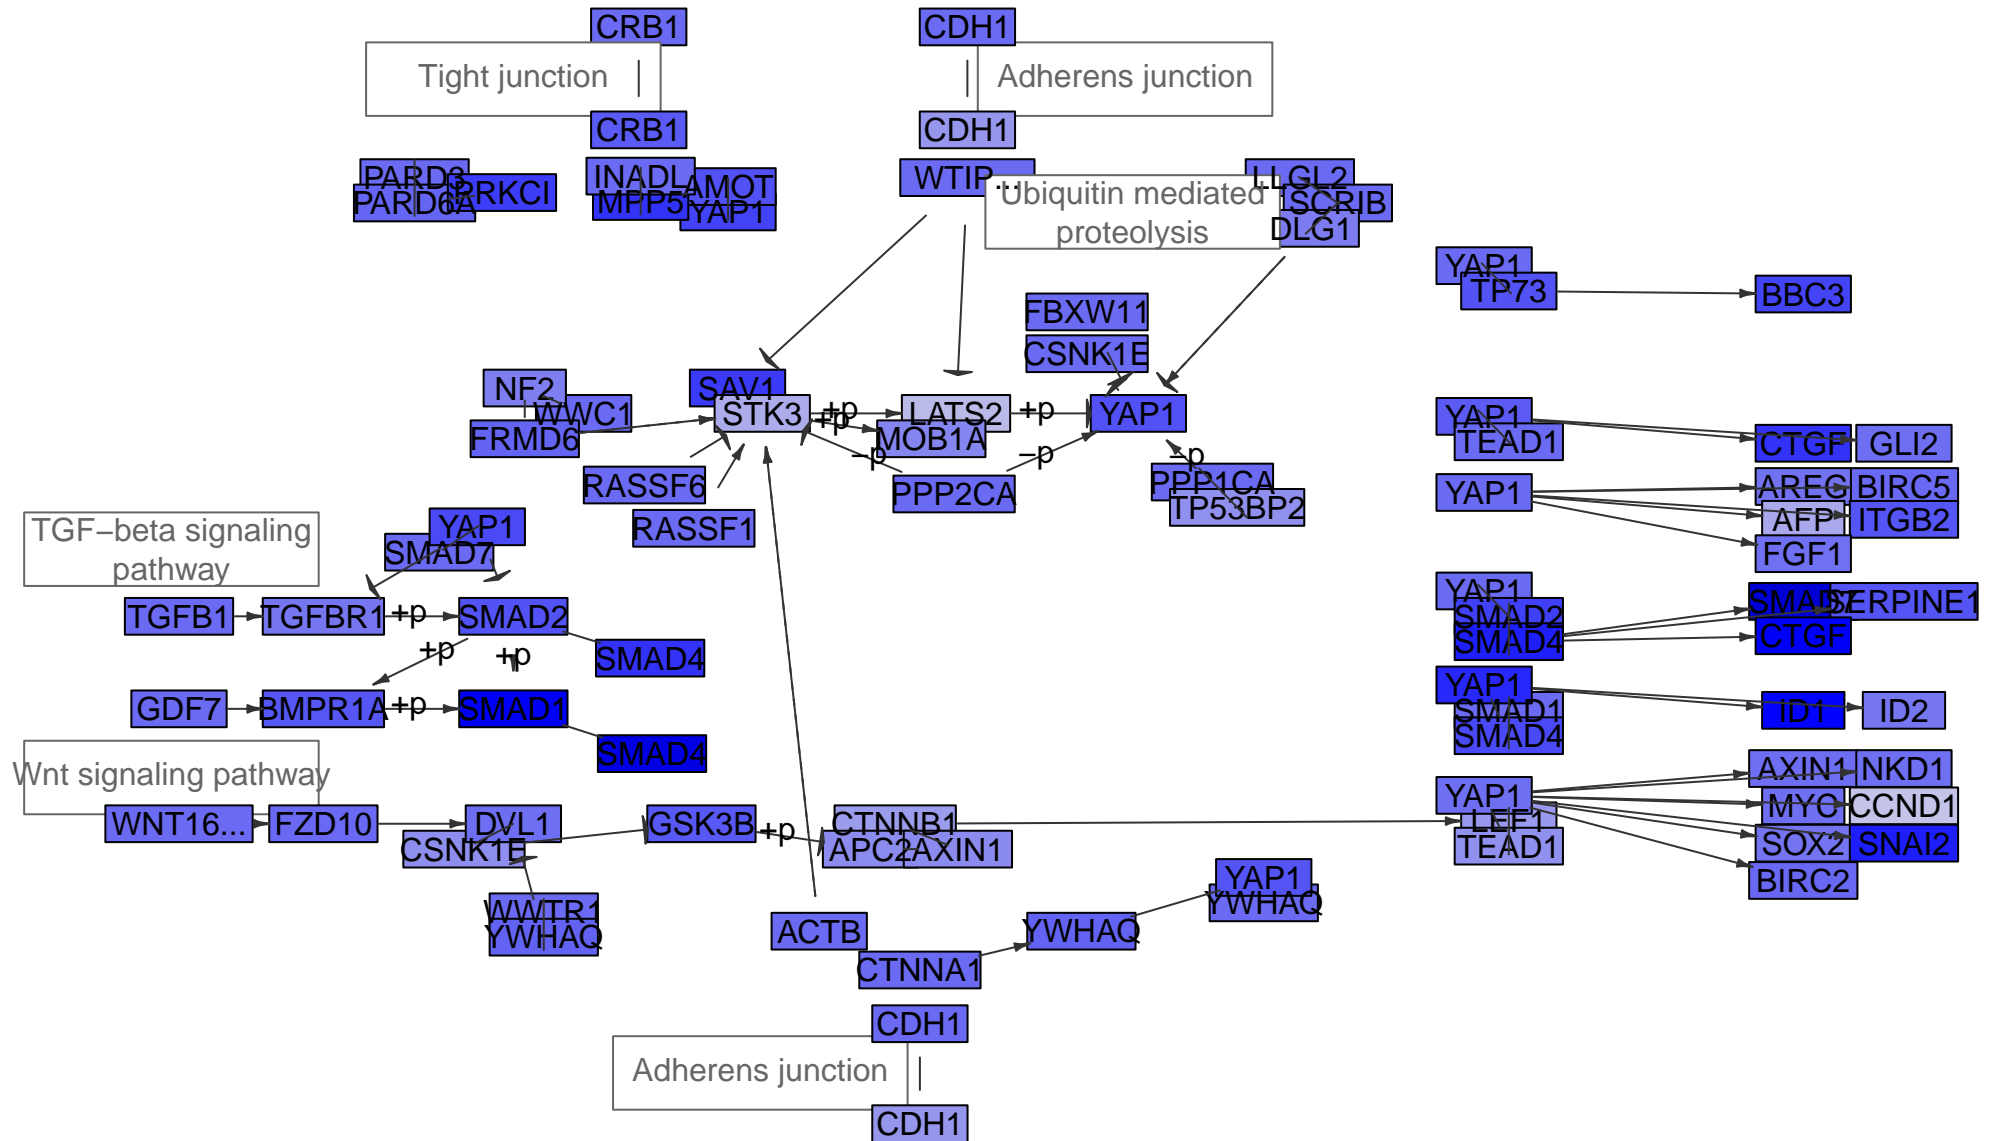 CRB1
CDH1
Tight junction
Adherens junction
CRB1
CDH1
PARD3
PARD6A
PRKCI
INADL
MPP5
AMOT
YAP1
WTIP...
Ubiquitin mediated
proteolysis
LLGL2
SCRIB
DLG1
YAP1
TP73
BBC3
FBXW11
CSNK1E
NF2
WWC1
FRMD6
SAV1
STK3
+p
+p
LATS2
MOB1A
+p
YAP1
−p
−p
−p
RASSF6
RASSF1
PPP2CA
PPP1CA
TP53BP2
YAP1
TEAD1
CTGF
GLI2
YAP1
AREG
BIRC5
AFP
ITGB2
FGF1
TGF−beta signaling
pathway
YAP1
SMAD7
TGFB1
TGFBR1
+p
SMAD2
+p
+p
SMAD4
GDF7
BMPR1A
+p
SMAD1
SMAD4
YAP1
SMAD2
SMAD4
SMAD7
SERPINE1
CTGF
YAP1
SMAD1
SMAD4
ID1
ID2
Wnt signaling pathway
WNT16...
FZD10
DVL1
CSNK1E
GSK3B
+p
CTNNB1
APC2
AXIN1
YAP1
LEF1
TEAD1
AXIN1
NKD1
MYC
CCND1
SOX2
SNAI2
BIRC2
WWTR1
YWHAQ
ACTB
CTNNA1
YWHAQ
YAP1
YWHAQ
CDH1
Adherens junction
CDH1